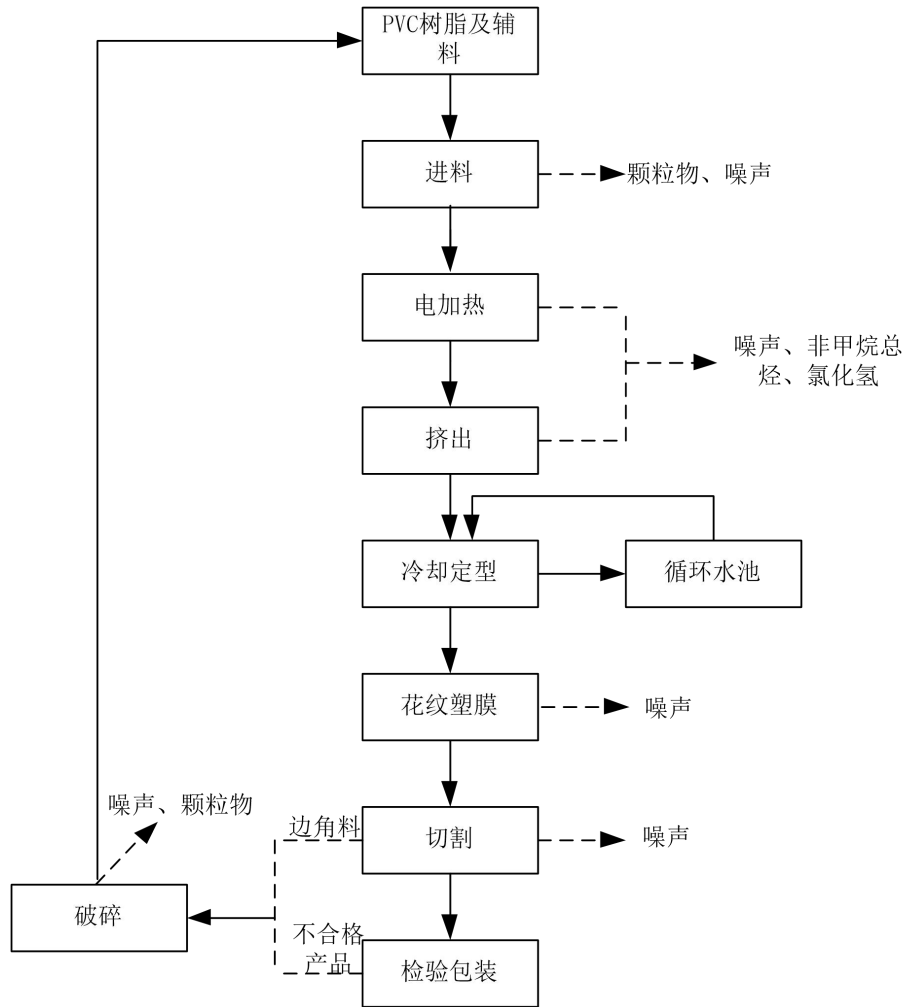 PVC树脂及辅
料
进料
颗粒物、噪声
电加热
噪声、非甲烷总
烃、氯化氢
挤出
冷却定型
循环水池
花纹塑膜
噪声
噪声、颗粒物
边角料
切割
噪声
破碎
不合格
产品
检验包装